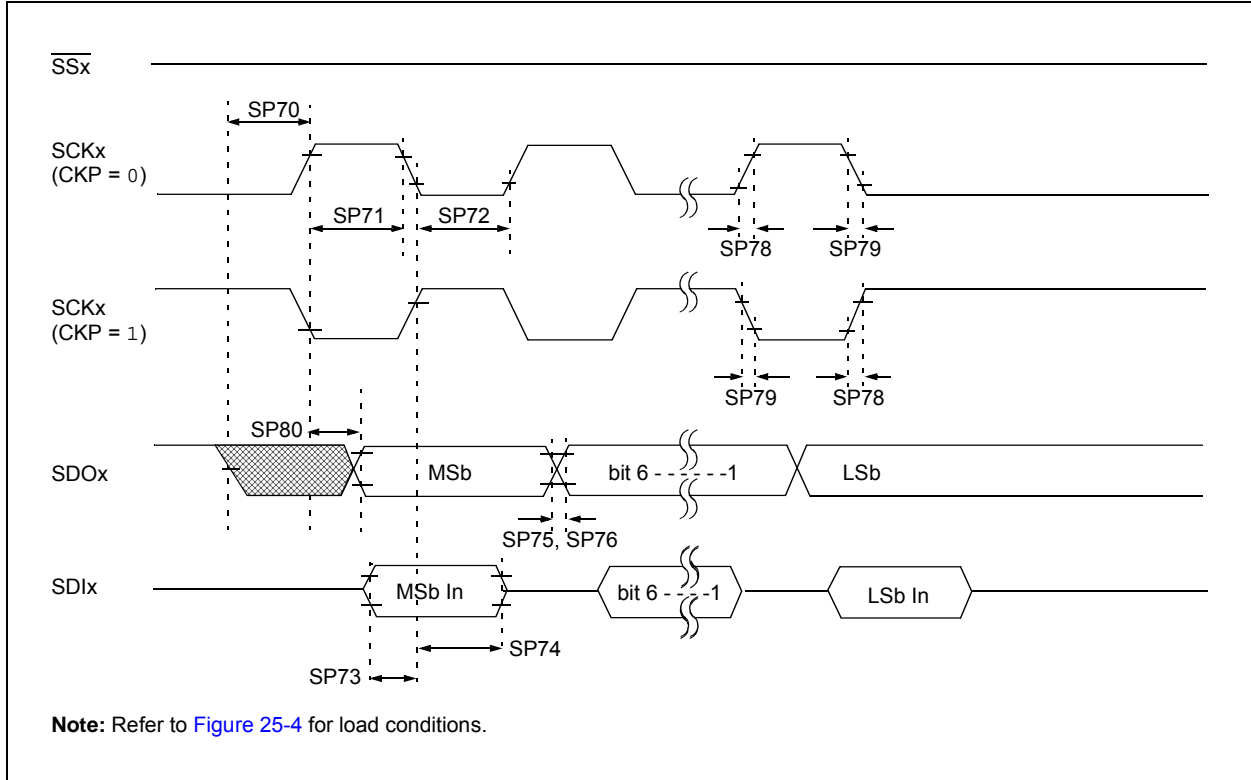 SSx
SP70
SCKx
(CKP = 0)
SP71
SP72
SP78
SP79
SCKx
(CKP = 1)
SP79
SP78
SP80
SDOx
MSb
bit 6 - - - - - -1
LSb
SP75, SP76
SDIx
MSb In
bit 6 - - - -1
LSb In
SP74
SP73
Note: Refer to Figure 25-4 for load conditions.